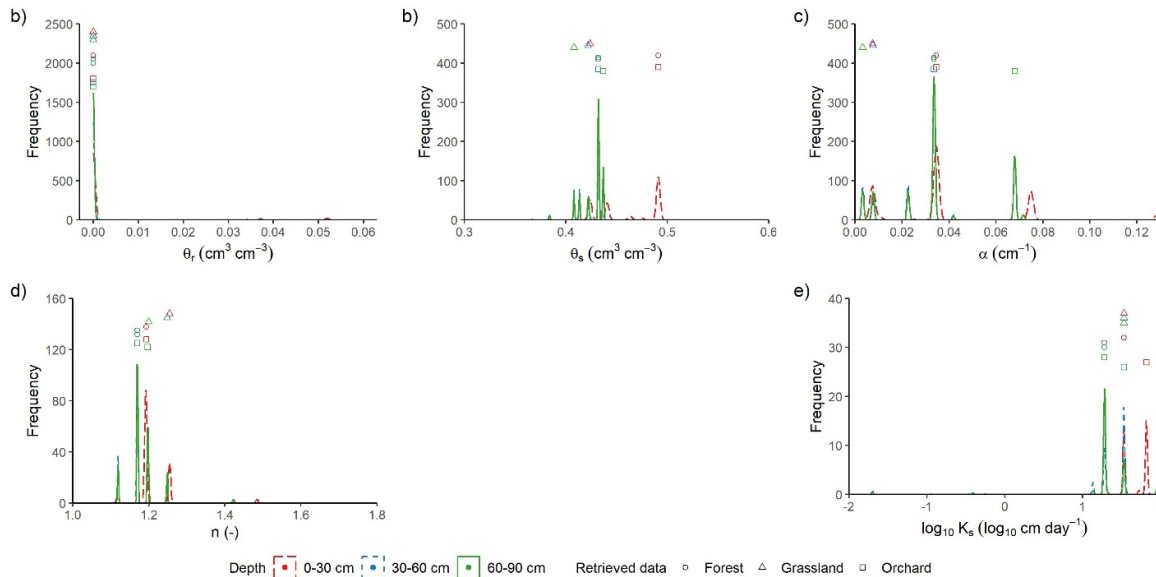 b)
2500
2000
1500
1000
500
0
Frequency
0.00 0.01 0.02 0.03 0.04 0.05 0.06
θr (cm³ cm⁻³)
b)
500
400
300
200
100
0
Frequency
0.3 0.4 0.5 0.6
θs (cm³ cm⁻³)
c)
500
400
300
200
100
0
Frequency
0.00 0.02 0.04 0.06 0.08 0.10 0.12
α (cm⁻¹)
d)
160
120
80
40
0
Frequency
1.0 1.2 1.4 1.6 1.8
n (-)
e)
40
30
20
10
0
Frequency
-2 -1 0 1
log₁₀ Ks (log₁₀ cm day⁻¹)
Depth 0-30 cm 30-60 cm 60-90 cm Retrieved data Forest Grassland Orchard